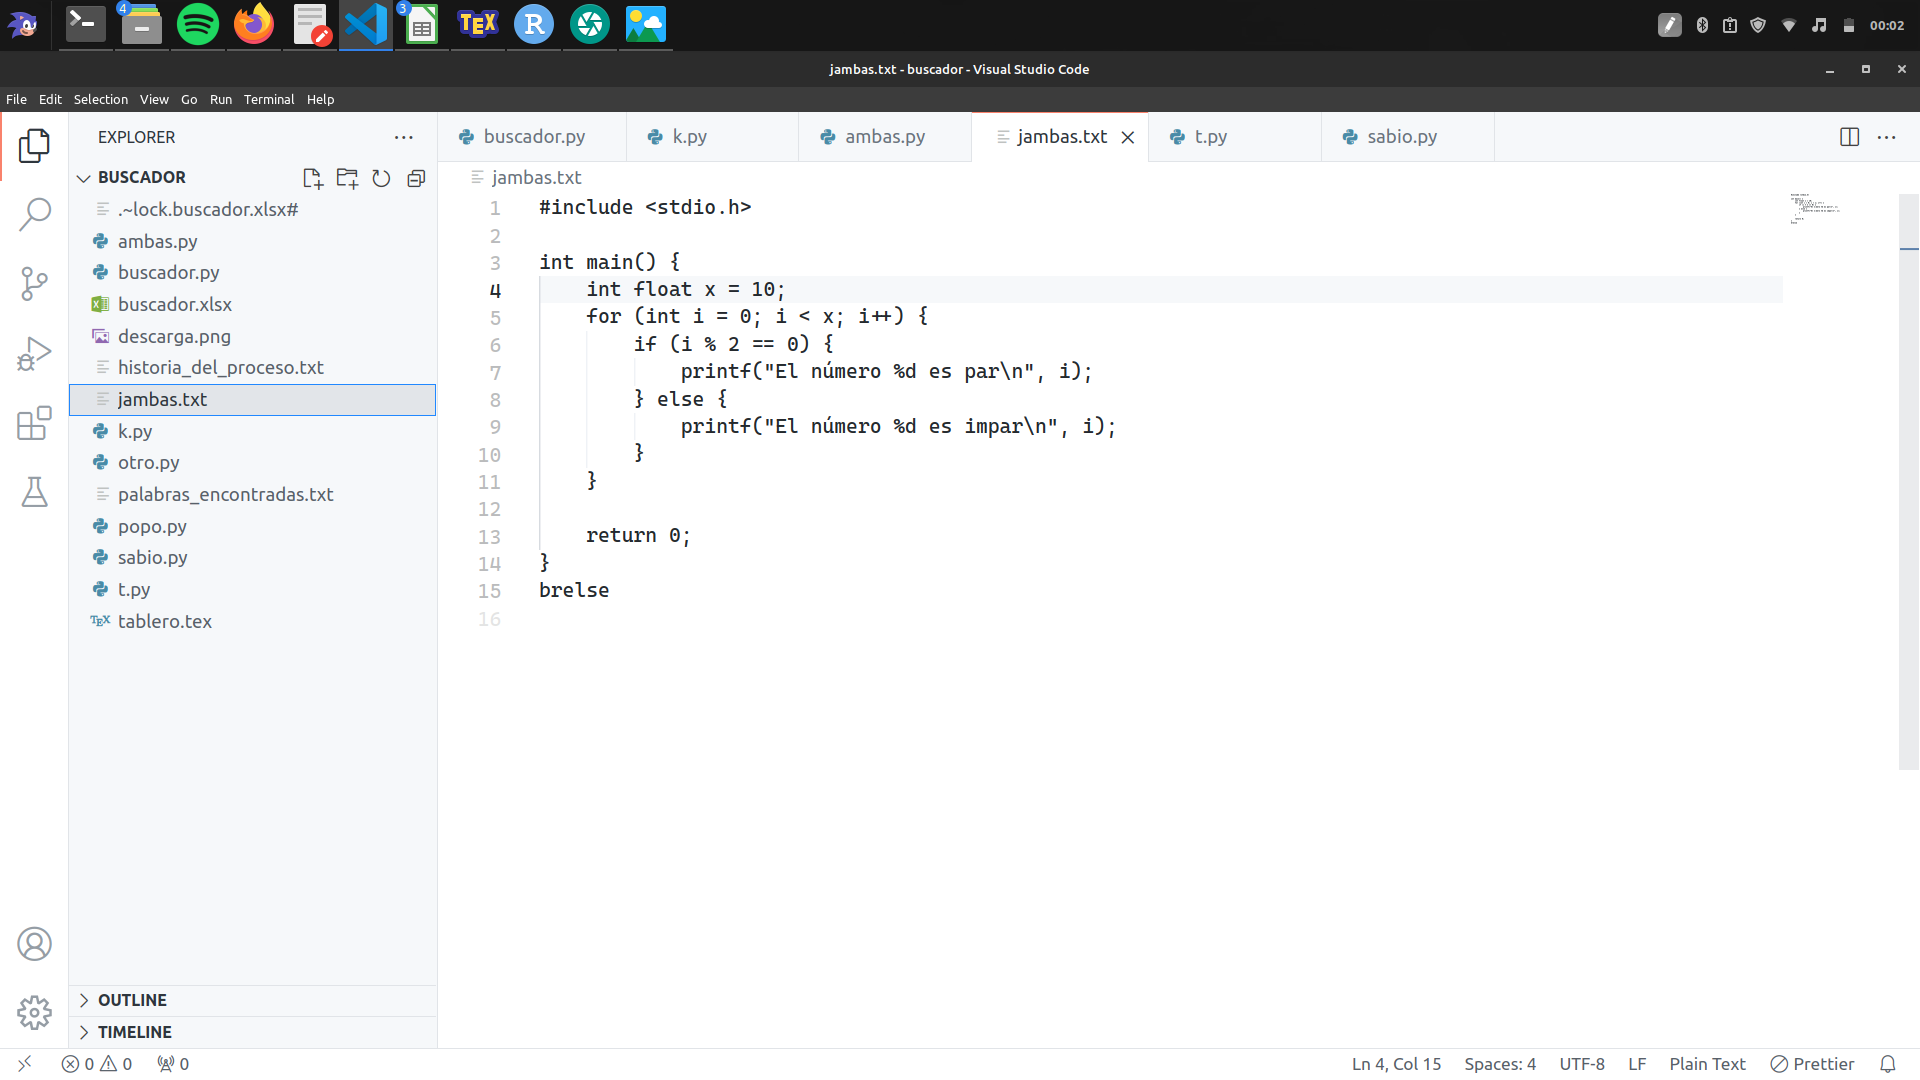 4
3
TEX
R
00:02
jambas.txt - buscador - Visual Studio Code
File Edit Selection View Go Run Terminal Help
EXPLORER
BUSCADOR
.~lock.buscador.xlsx#
ambas.py
buscador.py
buscador.xlsx
descarga.png
historia_del_proceso.txt
jambas.txt
k.py
otro.py
palabras_encontradas.txt
popo.py
sabio.py
t.py
TEX tablero.tex
OUTLINE
TIMELINE
buscador.py k.py ambas.py jambas.txt t.py sabio.py
jambas.txt
1 #include <stdio.h>
2
3 int main() {
4 int float x = 10;
5 for (int i = 0; i < x; i++) {
6 if (i % 2 == 0) {
7 printf("El número %d es par\n", i);
8 } else {
9 printf("El número %d es impar\n", i);
10 }
11 }
12
13 return 0;
14 }
15 brelse
16
0 0 0 Ln 4, Col 15 Spaces: 4 UTF-8 LF Plain Text Prettier